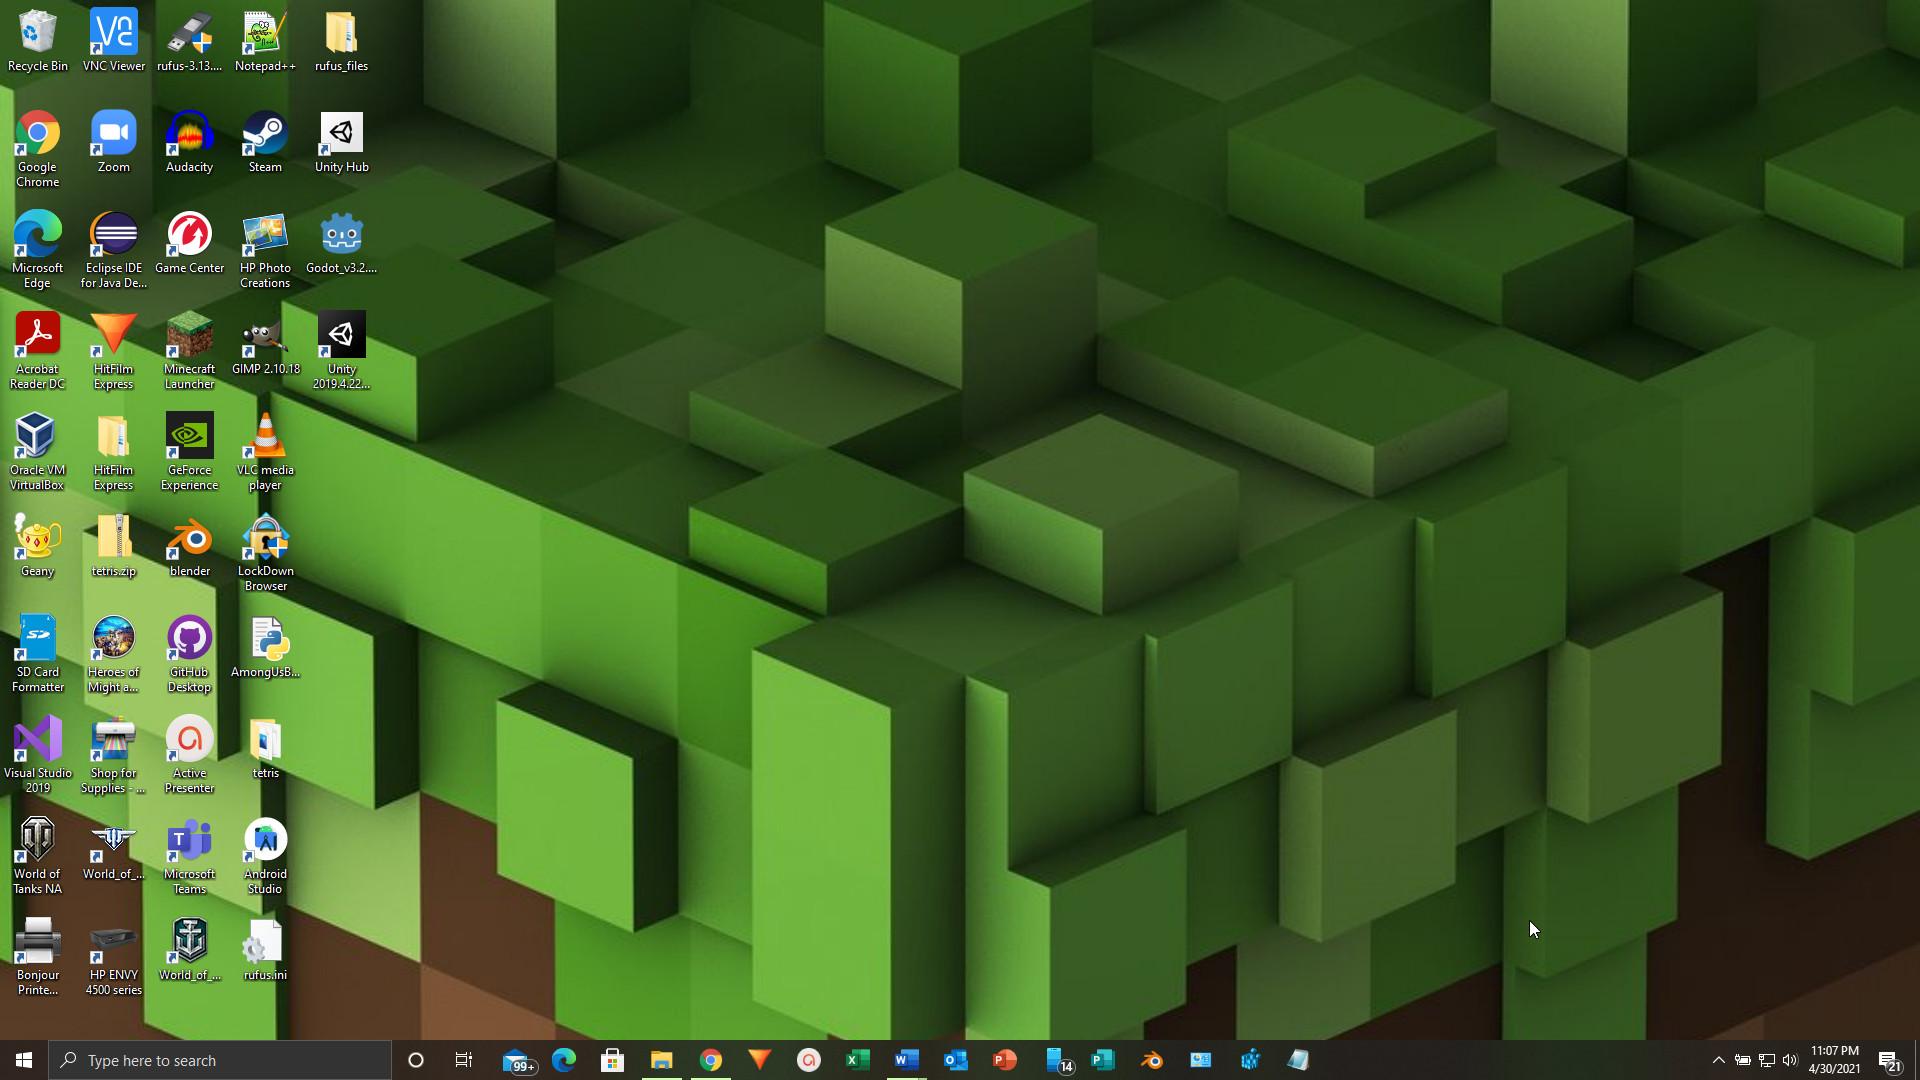 Recycle Bin
VNC Viewer
rufus-3.13....
Notepad++
rufus_files
Google
Chrome
Zoom
Audacity
Steam
Unity Hub
Microsoft
Edge
Eclipse IDE
for Java De...
Game Center
HP Photo
Creations
Godot_v3.2....
Acrobat
Reader DC
HitFilm
Express
Minecraft
Launcher
GIMP 2.10.18
Unity
2019.4.22...
Oracle VM
VirtualBox
HitFilm
Express
GeForce
Experience
VLC media
player
Geany
tetris.zip
blender
LockDown
Browser
SD Card
Formatter
Heroes of
Might a...
GitHub
Desktop
AmongUsB...
Visual Studio
2019
Shop for
Supplies - ...
Active
Presenter
tetris
World of
Tanks NA
World_of_...
Microsoft
Teams
Android
Studio
Bonjour
Printe...
HP ENVY
4500 series
World_of_...
rufus.ini
Type here to search
99+
14
11:07 PM
4/30/2021
21